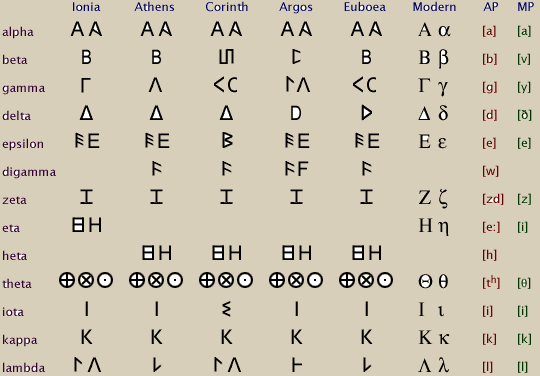 Ionia Athens Corinth Argos Euboea Modern AP MP
alpha Α Α Α Α Α Α Α Α Α Α Α α [a] [a]
beta Β Β Β Β β [b] [v]
gamma Γ Λ < C Λ < C Γ γ [g] [y]
delta Δ Δ Δ D Δ δ [d] [ð]
epsilon E E E E Ε ε [e] [e]
digamma F [w]
zeta Ζ ζ [zd] [z]
eta H Η η [e:] [i]
heta H H H H [h]
theta ⊕⊗⊙ ⊕⊗⊙ ⊕⊗⊙ ⊕⊗⊙ ⊕⊗⊙ Θ θ [tʰ] [θ]
iota Ι Ι Ι Ι Ι ι [i] [i]
kappa Κ Κ Κ Κ Κ Κ κ [k] [k]
lambda Λ Λ Λ λ [l] [l]